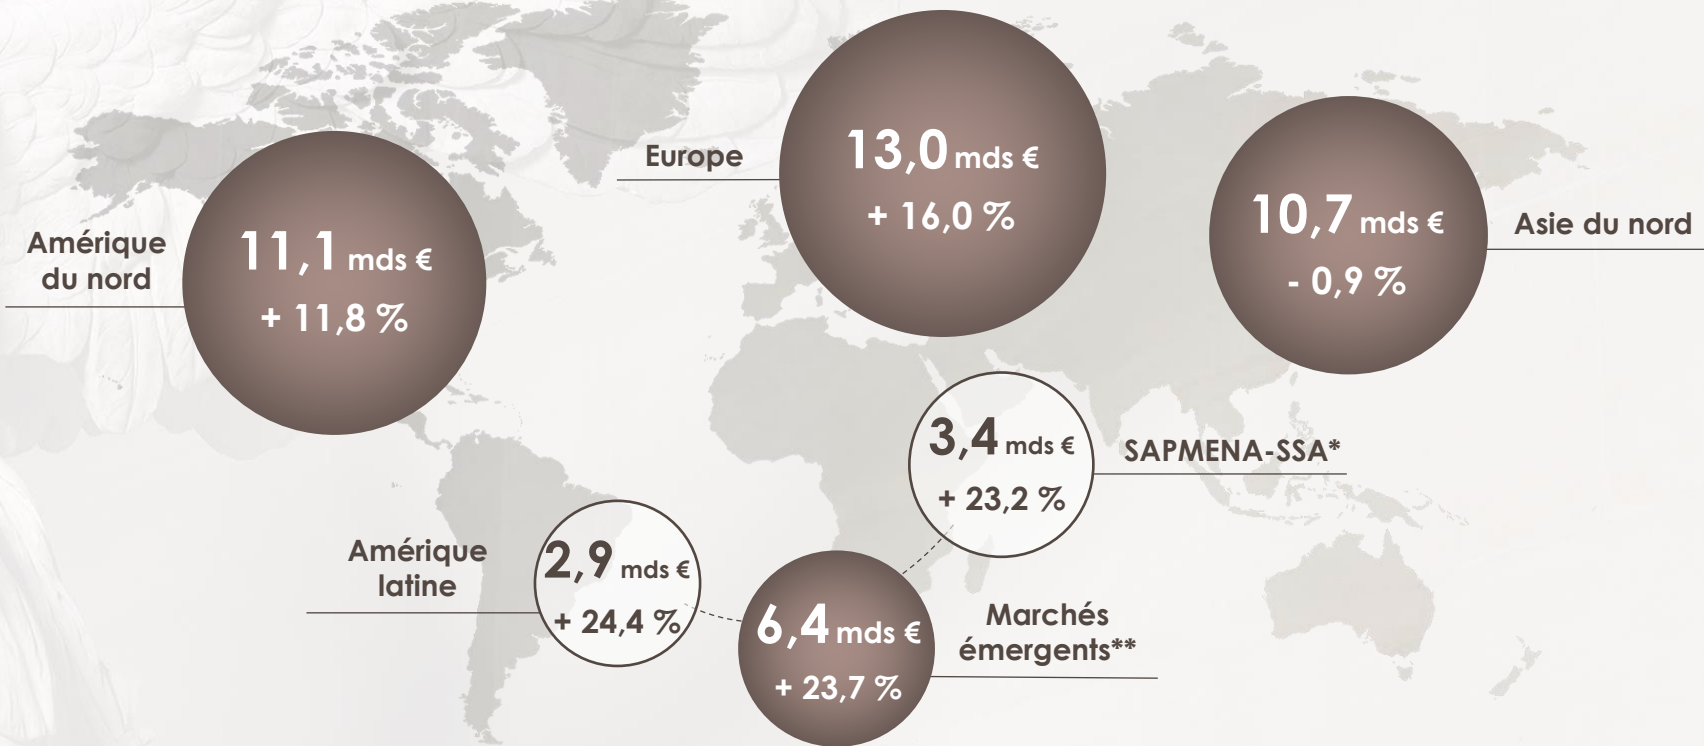 Amérique
du nord
11,1 mds €
+ 11,8 %
Europe
13,0 mds €
+ 16,0 %
10,7 mds €
- 0,9 %
Asie du nord
3,4 mds €
+ 23,2 %
SAPMENA-SSA*
Amérique
latine
2,9 mds €
+ 24,4 %
6,4 mds €
+ 23,7 %
Marchés
émergents**